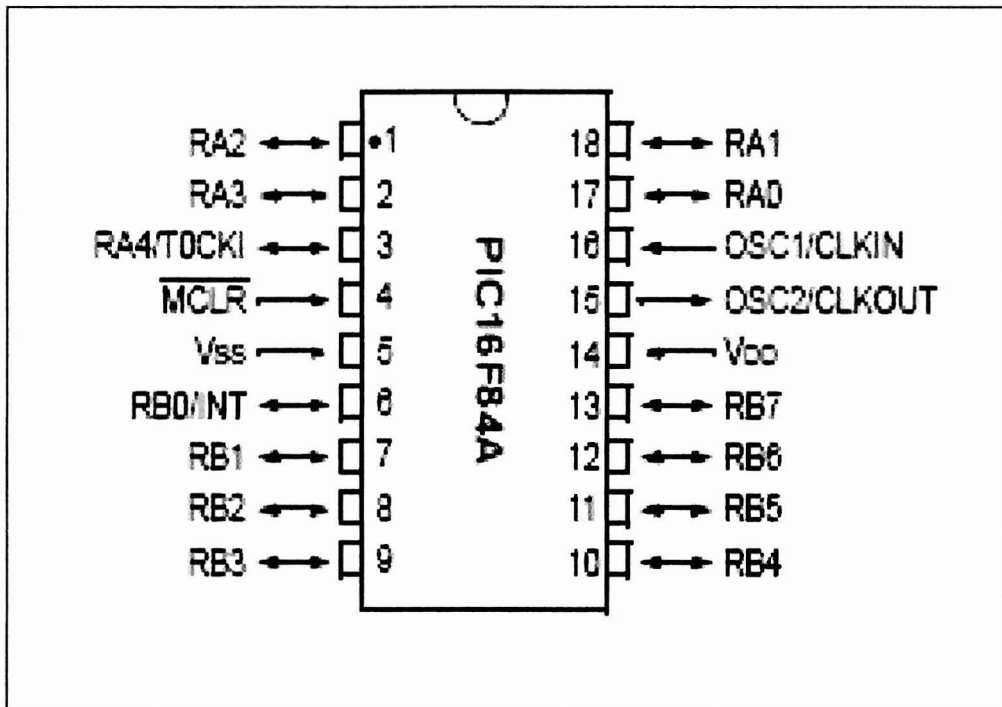 RA2 1 18 RA1
RA3 2 17 RA0
RA4/T0CKI 3 16 OSC1/CLKIN
MCLR 4 15 OSC2/CLKOUT
Vss 5 14 VDD
RB0/INT 6 13 RB7
RB1 7 12 RB6
RB2 8 11 RB5
RB3 9 10 RB4
PIC16F84A